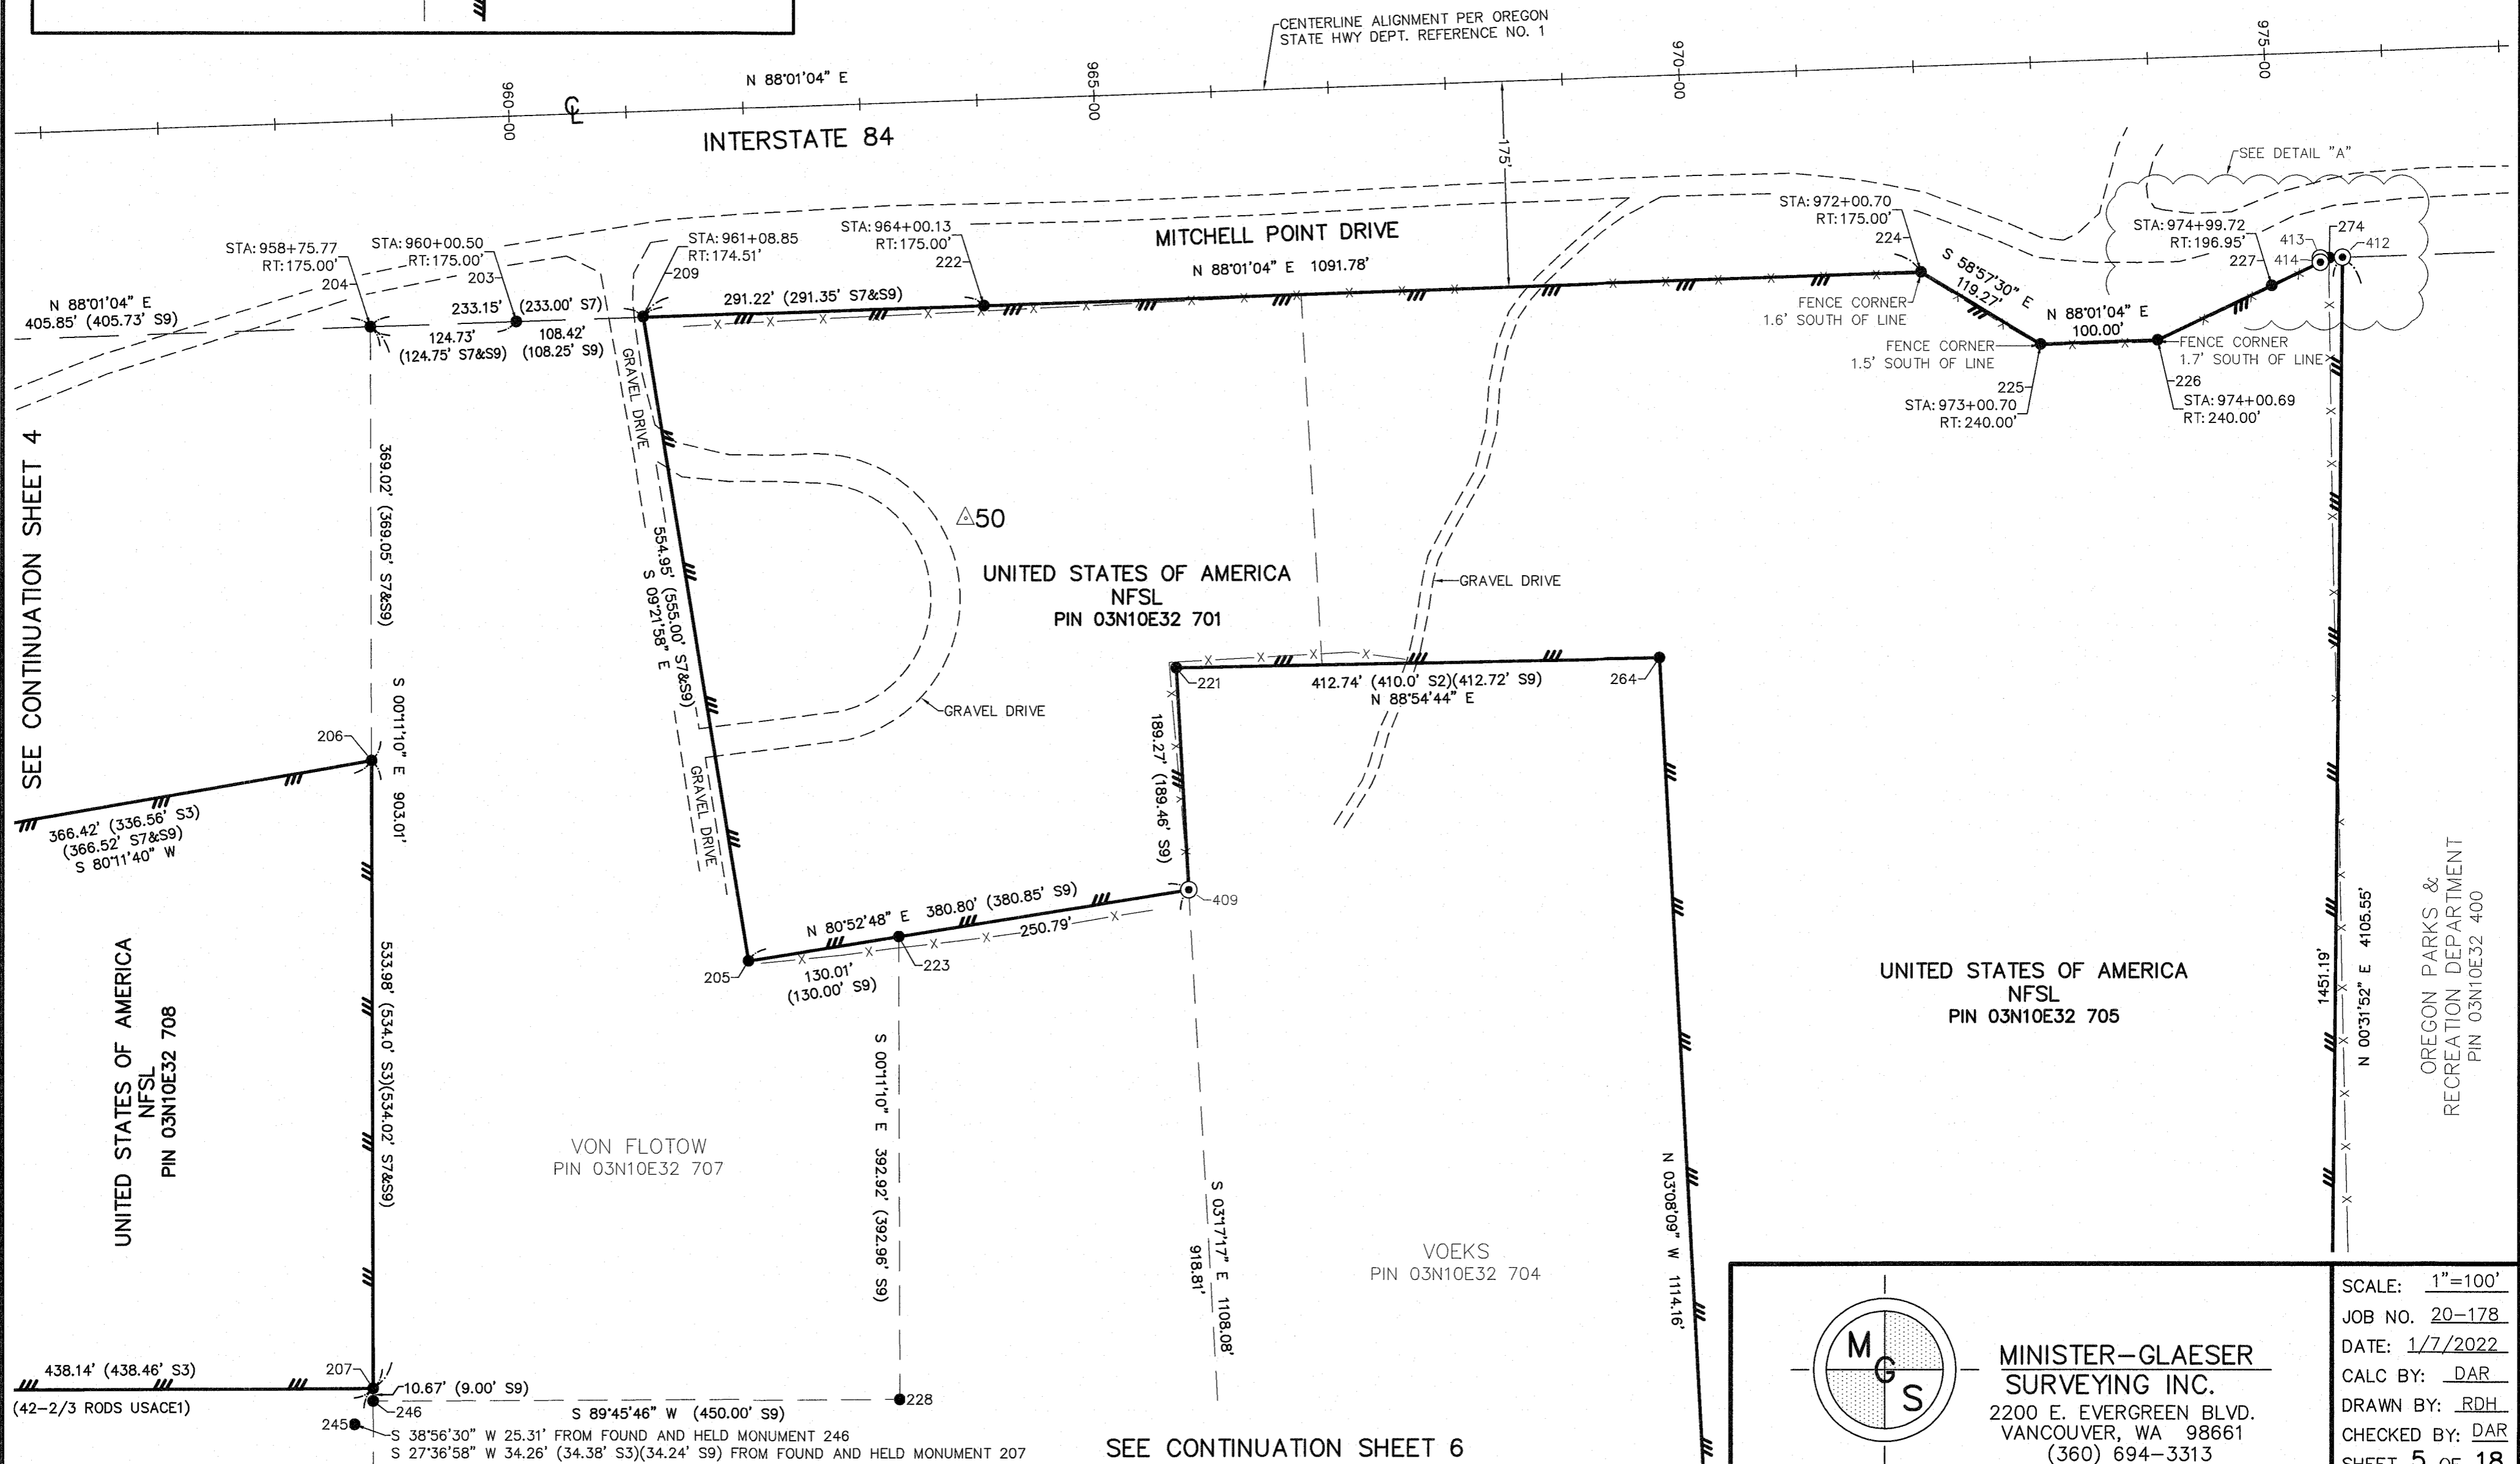 CENTERLINE ALIGNMENT PER OREGON
STATE HWY DEPT. REFERENCE NO. 1
N 88°01'04" E
960+00
965+00
970+00
975+00
℄
INTERSTATE 84
175'
SEE DETAIL "A"
STA: 958+75.77
RT: 175.00'
204
STA: 960+00.50
RT: 175.00'
203
STA: 961+08.85
RT: 174.51'
209
STA: 964+00.13
RT: 175.00'
222
MITCHELL POINT DRIVE
N 88°01'04" E 1091.78'
STA: 972+00.70
RT: 175.00'
224
STA: 974+99.72
RT: 196.95'
227
413
414
274
412
N 88°01'04" E
405.85' (405.73' S9)
233.15' (233.00' S7)
124.73'
(124.75' S7&S9)
108.42'
(108.25' S9)
291.22' (291.35' S7&S9)
S 58°57'30" E
119.27'
FENCE CORNER
1.6' SOUTH OF LINE
N 88°01'04" E
100.00'
FENCE CORNER
1.5' SOUTH OF LINE
FENCE CORNER
1.7' SOUTH OF LINE
225
STA: 973+00.70
RT: 240.00'
226
STA: 974+00.69
RT: 240.00'
SEE CONTINUATION SHEET 4
369.02' (369.05' S7&S9)
GRAVEL DRIVE
554.95' (555.00' S7&S9)
S 09°21'58" E
50
UNITED STATES OF AMERICA
NFSL
PIN 03N10E32 701
GRAVEL DRIVE
GRAVEL DRIVE
GRAVEL DRIVE
221
412.74' (410.0' S2)(412.72' S9)
N 88°54'44" E
264
206
S 00°11'10" E 903.01'
366.42' (336.56' S3)
(366.52' S7&S9)
S 80°11'40" W
189.27' (189.46' S9)
409
N 80°52'48" E 380.80' (380.85' S9)
250.79'
205
130.01'
(130.00' S9)
223
UNITED STATES OF AMERICA
NFSL
PIN 03N10E32 708
533.98' (534.0' S3)(534.02' S7&S9)
VON FLOTOW
PIN 03N10E32 707
S 00°11'10" E 392.92' (392.96' S9)
S 03°17'17" E 1108.08'
918.81'
VOEKS
PIN 03N10E32 704
N 03°08'09" W 1114.16'
UNITED STATES OF AMERICA
NFSL
PIN 03N10E32 705
1451.19'
N 00°31'52" E 4105.55'
OREGON PARKS &
RECREATION DEPARTMENT
PIN 03N10E32 400
438.14' (438.46' S3)
(42-2/3 RODS USACE1)
207
10.67' (9.00' S9)
246
S 89°45'46" W (450.00' S9)
228
245
S 38°56'30" W 25.31' FROM FOUND AND HELD MONUMENT 246
S 27°36'58" W 34.26' (34.38' S3)(34.24' S9) FROM FOUND AND HELD MONUMENT 207
SEE CONTINUATION SHEET 6
M
G
S
MINISTER-GLAESER
SURVEYING INC.
2200 E. EVERGREEN BLVD.
VANCOUVER, WA 98661
(360) 694-3313
SCALE: 1"=100'
JOB NO. 20-178
DATE: 1/7/2022
CALC BY: DAR
DRAWN BY: RDH
CHECKED BY: DAR
SHEET 5 OF 18